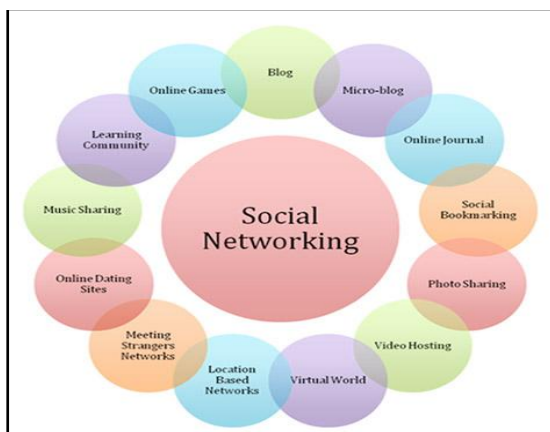 Blog
Micro-blog
Online Journal
Social
Bookmarking
Photo Sharing
Video Hosting
Virtual World
Location
Based
Networks
Meeting
Strangers
Networks
Online Dating
Sites
Music Sharing
Learning
Community
Online Games
Social
Networking